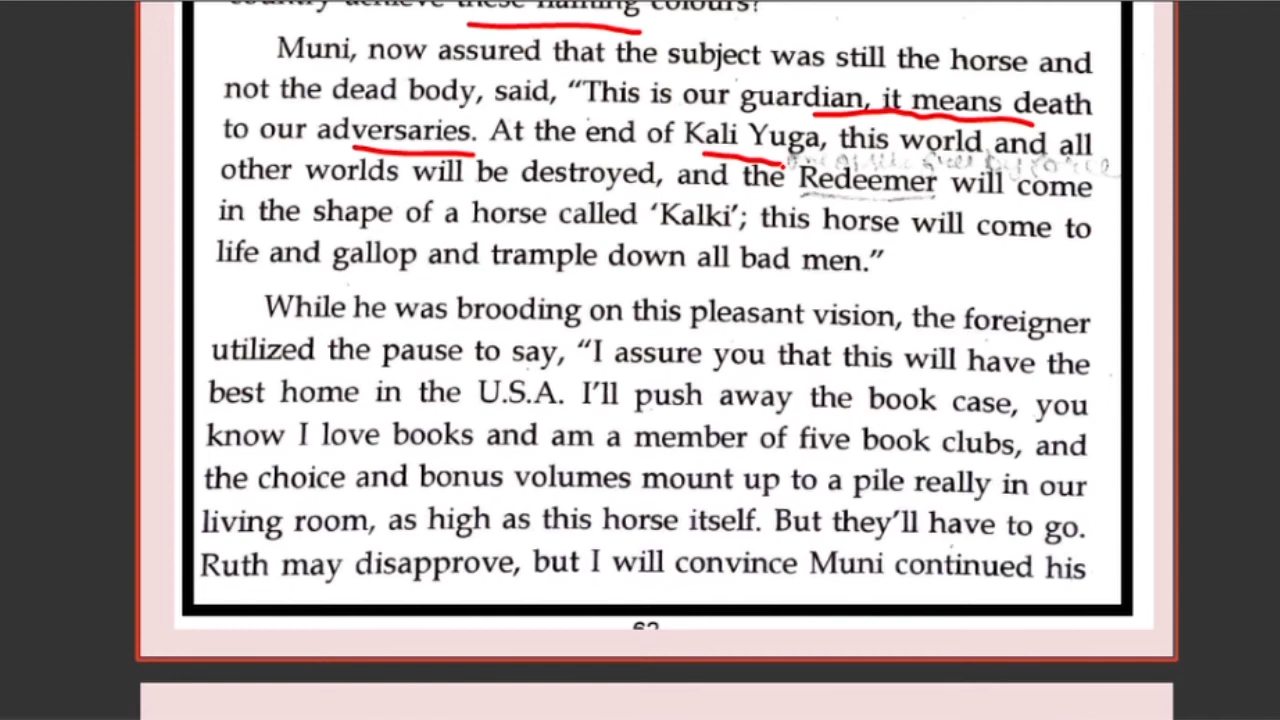 country achieve these flaming colours?
Muni, now assured that the subject was still the horse and
not the dead body, said, “This is our guardian, it means death
to our adversaries. At the end of Kali Yuga, this world and all
other worlds will be destroyed, and the Redeemer will come
in the shape of a horse called ‘Kalki’; this horse will come to
life and gallop and trample down all bad men.”
While he was brooding on this pleasant vision, the foreigner
utilized the pause to say, “I assure you that this will have the
best home in the U.S.A. I’ll push away the book case, you
know I love books and am a member of five book clubs, and
the choice and bonus volumes mount up to a pile really in our
living room, as high as this horse itself. But they’ll have to go.
Ruth may disapprove, but I will convince Muni continued his